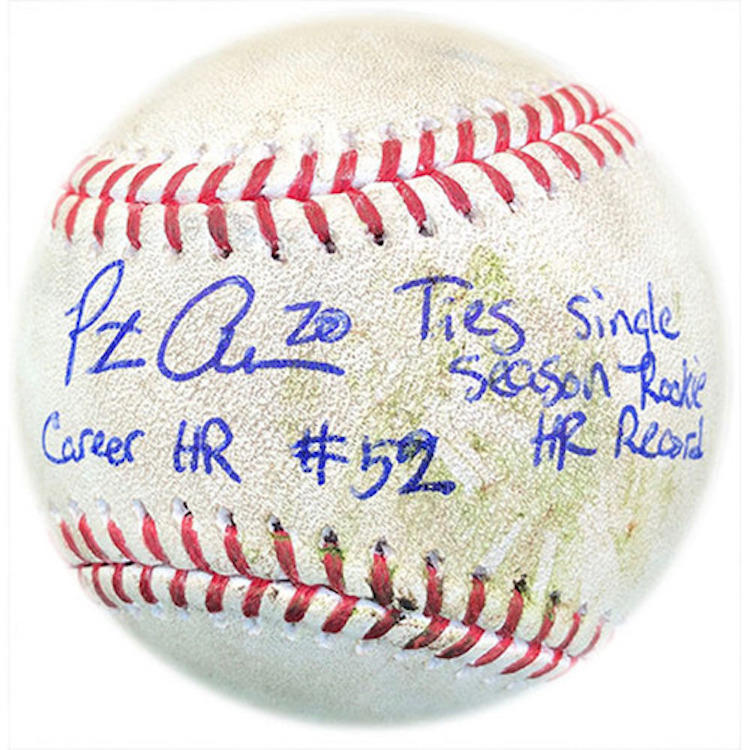 20
Career HR #52
Ties single
season Rookie
HR Record